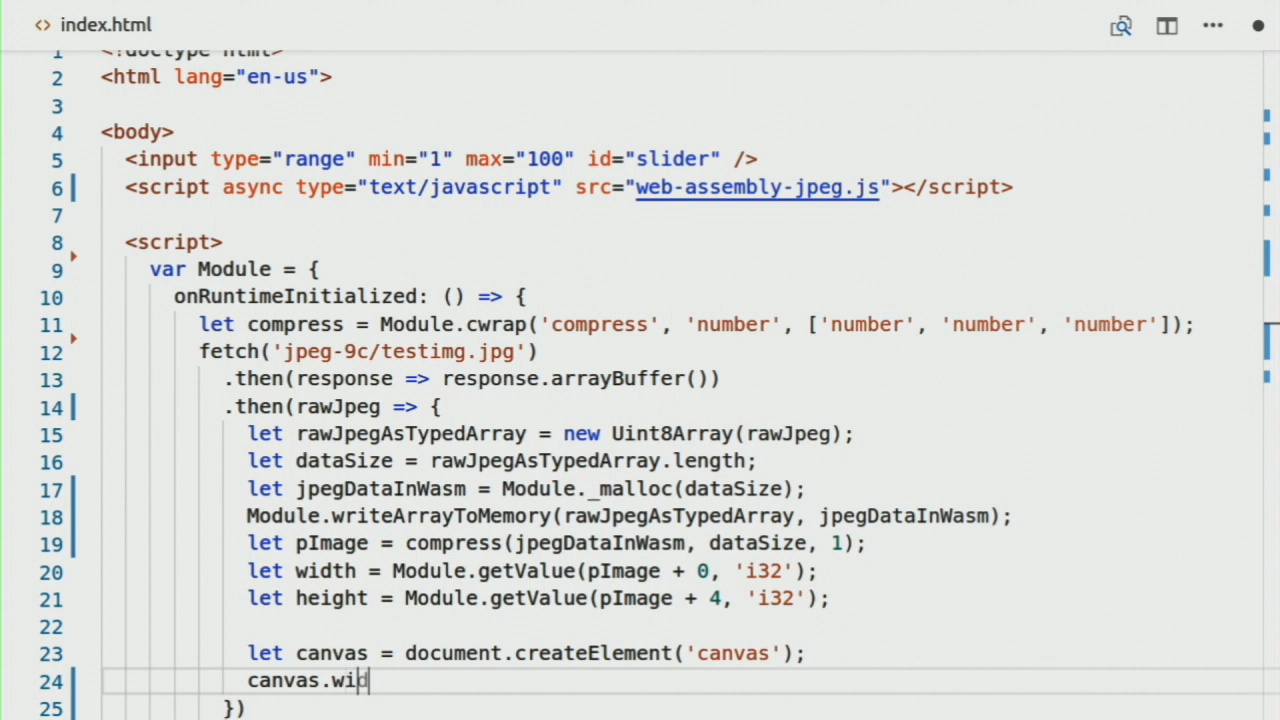 index.html
1 <!doctype html>
2 <html lang="en-us">
3
4 <body>
5 <input type="range" min="1" max="100" id="slider" />
6 <script async type="text/javascript" src="web-assembly-jpeg.js"></script>
7
8 <script>
9 var Module = {
10 onRuntimeInitialized: () => {
11 let compress = Module.cwrap('compress', 'number', ['number', 'number', 'number']);
12 fetch('jpeg-9c/testimg.jpg')
13 .then(response => response.arrayBuffer())
14 .then(rawJpeg => {
15 let rawJpegAsTypedArray = new Uint8Array(rawJpeg);
16 let dataSize = rawJpegAsTypedArray.length;
17 let jpegDataInWasm = Module._malloc(dataSize);
18 Module.writeArrayToMemory(rawJpegAsTypedArray, jpegDataInWasm);
19 let pImage = compress(jpegDataInWasm, dataSize, 1);
20 let width = Module.getValue(pImage + 0, 'i32');
21 let height = Module.getValue(pImage + 4, 'i32');
22
23 let canvas = document.createElement('canvas');
24 canvas.wid
25 })